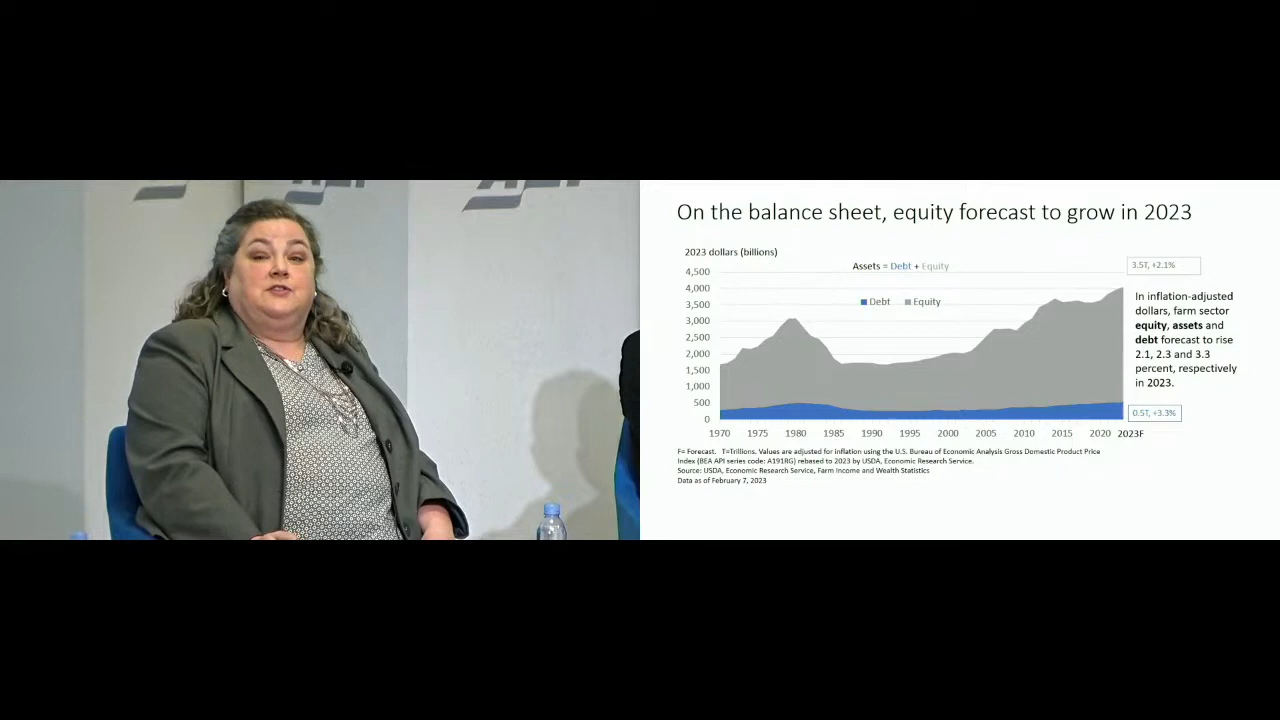 On the balance sheet, equity forecast to grow in 2023
2023 dollars (billions)
Assets = Debt + Equity
3.5T, +2.1%
4,500
4,000
3,500
3,000
2,500
2,000
1,500
1,000
500
0
Debt Equity
In inflation-adjusted
dollars, farm sector
equity, assets and
debt forecast to rise
2.1, 2.3 and 3.3
percent, respectively
in 2023.
0.5T, +3.3%
1970 1975 1980 1985 1990 1995 2000 2005 2010 2015 2020 2023F
F= Forecast. T=Trillions. Values are adjusted for inflation using the U.S. Bureau of Economic Analysis Gross Domestic Product Price
Index (BEA API series code: A191RG) rebased to 2023 by USDA, Economic Research Service.
Source: USDA, Economic Research Service, Farm Income and Wealth Statistics
Data as of February 7, 2023